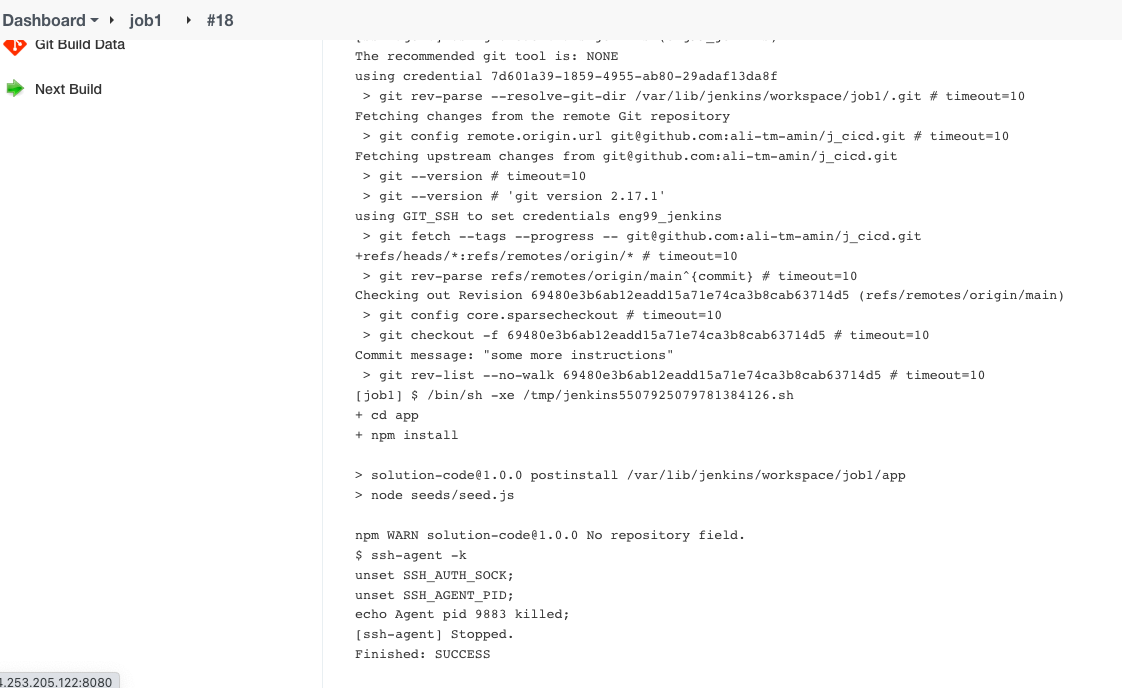 Dashboard job1 #18
Git Build Data
Next Build
The recommended git tool is: NONE
using credential 7d601a39-1859-4955-ab80-29adaf13da8f
> git rev-parse --resolve-git-dir /var/lib/jenkins/workspace/job1/.git # timeout=10
Fetching changes from the remote Git repository
> git config remote.origin.url git@github.com:ali-tm-amin/j_cicd.git # timeout=10
Fetching upstream changes from git@github.com:ali-tm-amin/j_cicd.git
> git --version # timeout=10
> git --version # 'git version 2.17.1'
using GIT_SSH to set credentials eng99_jenkins
> git fetch --tags --progress -- git@github.com:ali-tm-amin/j_cicd.git
+refs/heads/*:refs/remotes/origin/* # timeout=10
> git rev-parse refs/remotes/origin/main^{commit} # timeout=10
Checking out Revision 69480e3b6ab12eadd15a71e74ca3b8cab63714d5 (refs/remotes/origin/main)
> git config core.sparsecheckout # timeout=10
> git checkout -f 69480e3b6ab12eadd15a71e74ca3b8cab63714d5 # timeout=10
Commit message: "some more instructions"
> git rev-list --no-walk 69480e3b6ab12eadd15a71e74ca3b8cab63714d5 # timeout=10
[job1] $ /bin/sh -xe /tmp/jenkins5507925079781384126.sh
+ cd app
+ npm install
> solution-code@1.0.0 postinstall /var/lib/jenkins/workspace/job1/app
> node seeds/seed.js
npm WARN solution-code@1.0.0 No repository field.
$ ssh-agent -k
unset SSH_AUTH_SOCK;
unset SSH_AGENT_PID;
echo Agent pid 9883 killed;
[ssh-agent] Stopped.
Finished: SUCCESS
.253.205.122:8080